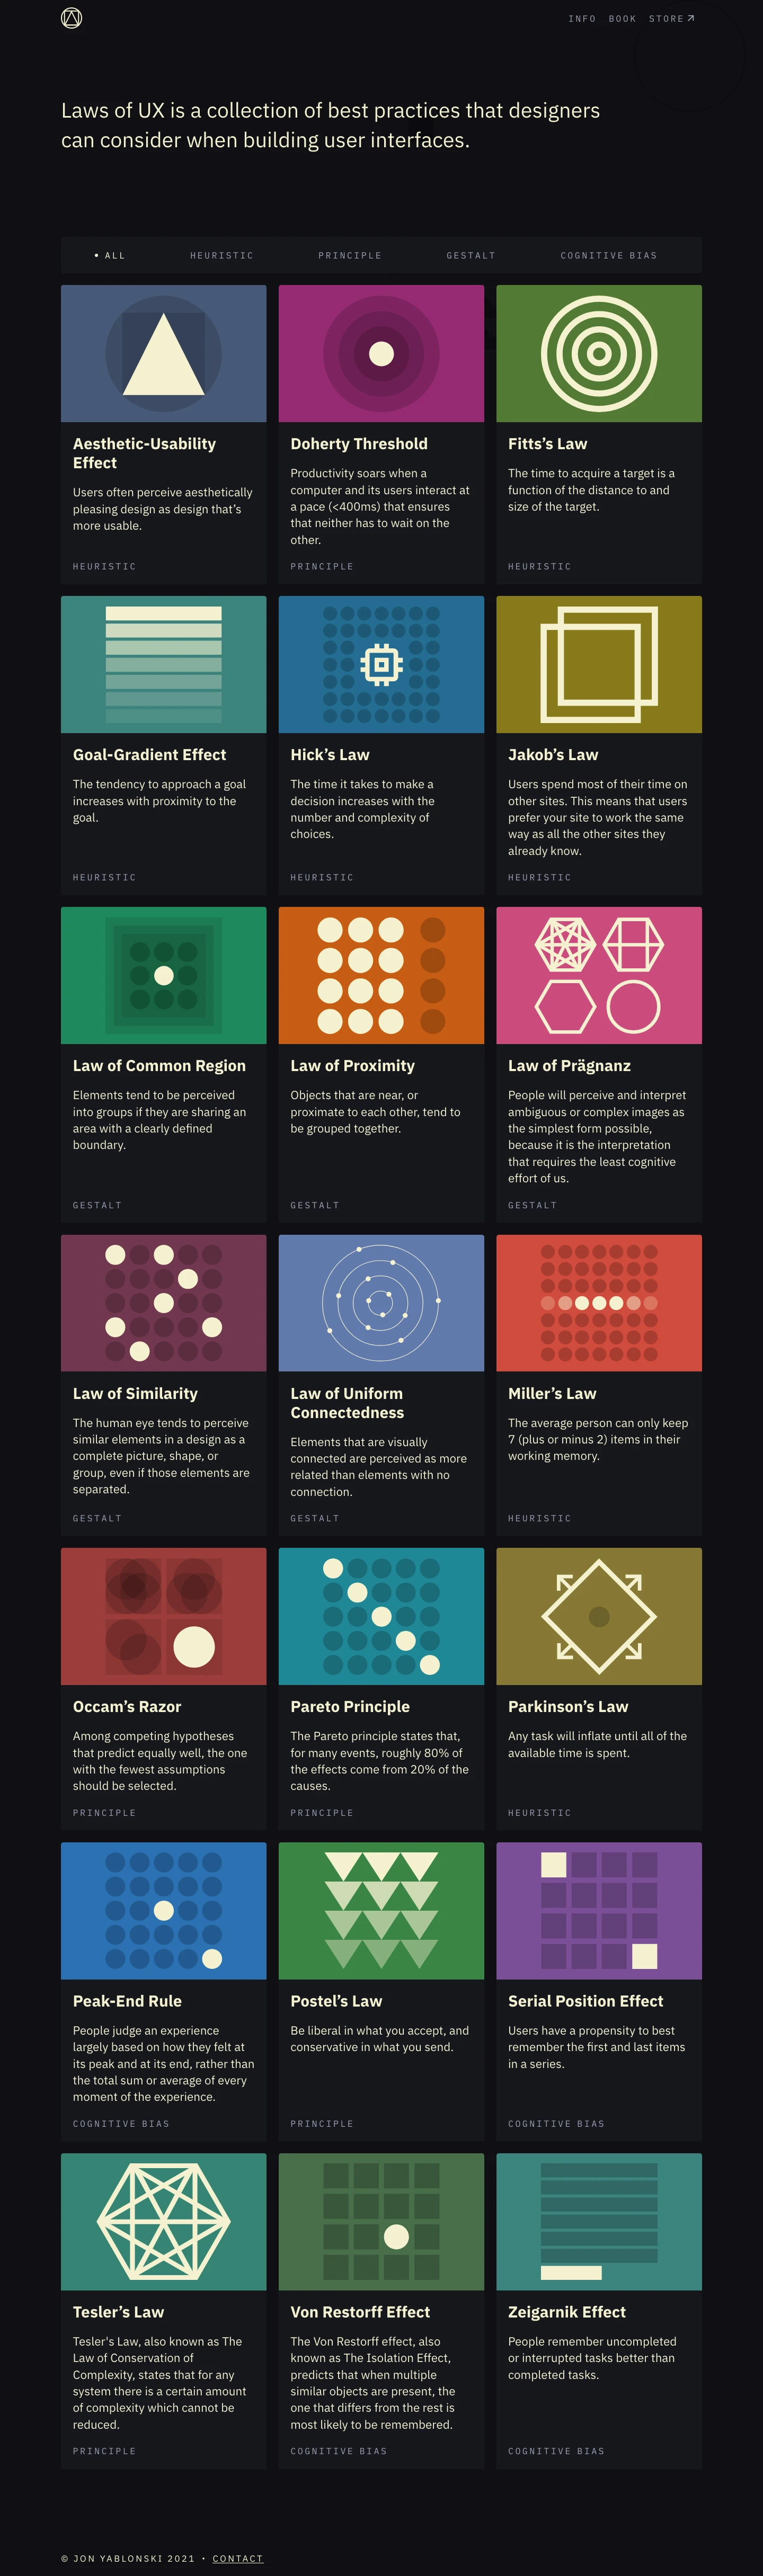 INFO BOOK STORE
Laws of UX is a collection of best practices that designers
can consider when building user interfaces.
• ALL HEURISTIC PRINCIPLE GESTALT COGNITIVE BIAS
Aesthetic-Usability
Effect
Users often perceive aesthetically
pleasing design as design that’s
more usable.
HEURISTIC
Doherty Threshold
Productivity soars when a
computer and its users interact at
a pace (<400ms) that ensures
that neither has to wait on the
other.
PRINCIPLE
Fitts’s Law
The time to acquire a target is a
function of the distance to and
size of the target.
HEURISTIC
Goal-Gradient Effect
The tendency to approach a goal
increases with proximity to the
goal.
HEURISTIC
Hick’s Law
The time it takes to make a
decision increases with the
number and complexity of
choices.
HEURISTIC
Jakob’s Law
Users spend most of their time on
other sites. This means that users
prefer your site to work the same
way as all the other sites they
already know.
HEURISTIC
Law of Common Region
Elements tend to be perceived
into groups if they are sharing an
area with a clearly defined
boundary.
GESTALT
Law of Proximity
Objects that are near, or
proximate to each other, tend to
be grouped together.
GESTALT
Law of Prägnanz
People will perceive and interpret
ambiguous or complex images as
the simplest form possible,
because it is the interpretation
that requires the least cognitive
effort of us.
GESTALT
Law of Similarity
The human eye tends to perceive
similar elements in a design as a
complete picture, shape, or
group, even if those elements are
separated.
GESTALT
Law of Uniform
Connectedness
Elements that are visually
connected are perceived as more
related than elements with no
connection.
GESTALT
Miller’s Law
The average person can only keep
7 (plus or minus 2) items in their
working memory.
HEURISTIC
Occam’s Razor
Among competing hypotheses
that predict equally well, the one
with the fewest assumptions
should be selected.
PRINCIPLE
Pareto Principle
The Pareto principle states that,
for many events, roughly 80% of
the effects come from 20% of the
causes.
PRINCIPLE
Parkinson’s Law
Any task will inflate until all of the
available time is spent.
HEURISTIC
Peak-End Rule
People judge an experience
largely based on how they felt at
its peak and at its end, rather than
the total sum or average of every
moment of the experience.
COGNITIVE BIAS
Postel’s Law
Be liberal in what you accept, and
conservative in what you send.
PRINCIPLE
Serial Position Effect
Users have a propensity to best
remember the first and last items
in a series.
COGNITIVE BIAS
Tesler’s Law
Tesler's Law, also known as The
Law of Conservation of
Complexity, states that for any
system there is a certain amount
of complexity which cannot be
reduced.
PRINCIPLE
Von Restorff Effect
The Von Restorff effect, also
known as The Isolation Effect,
predicts that when multiple
similar objects are present, the
one that differs from the rest is
most likely to be remembered.
COGNITIVE BIAS
Zeigarnik Effect
People remember uncompleted
or interrupted tasks better than
completed tasks.
COGNITIVE BIAS
© JON YABLONSKI 2021 • CONTACT